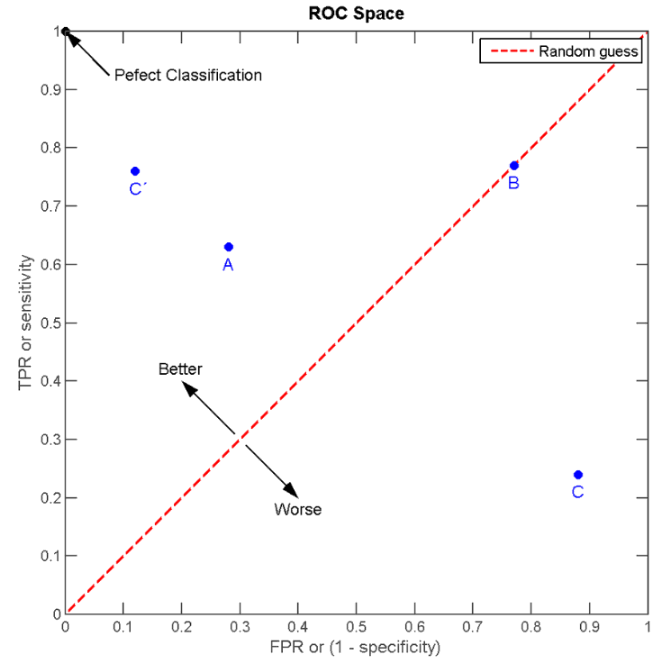 ROC Space
1
Random guess
Pefect Classification
0.9
0.8
C´
B
0.7
A
0.6
TPR or sensitivity
0.5
Better
0.4
0.3
C
0.2
Worse
0.1
0
0 0.1 0.2 0.3 0.4 0.5 0.6 0.7 0.8 0.9 1
FPR or (1 - specificity)